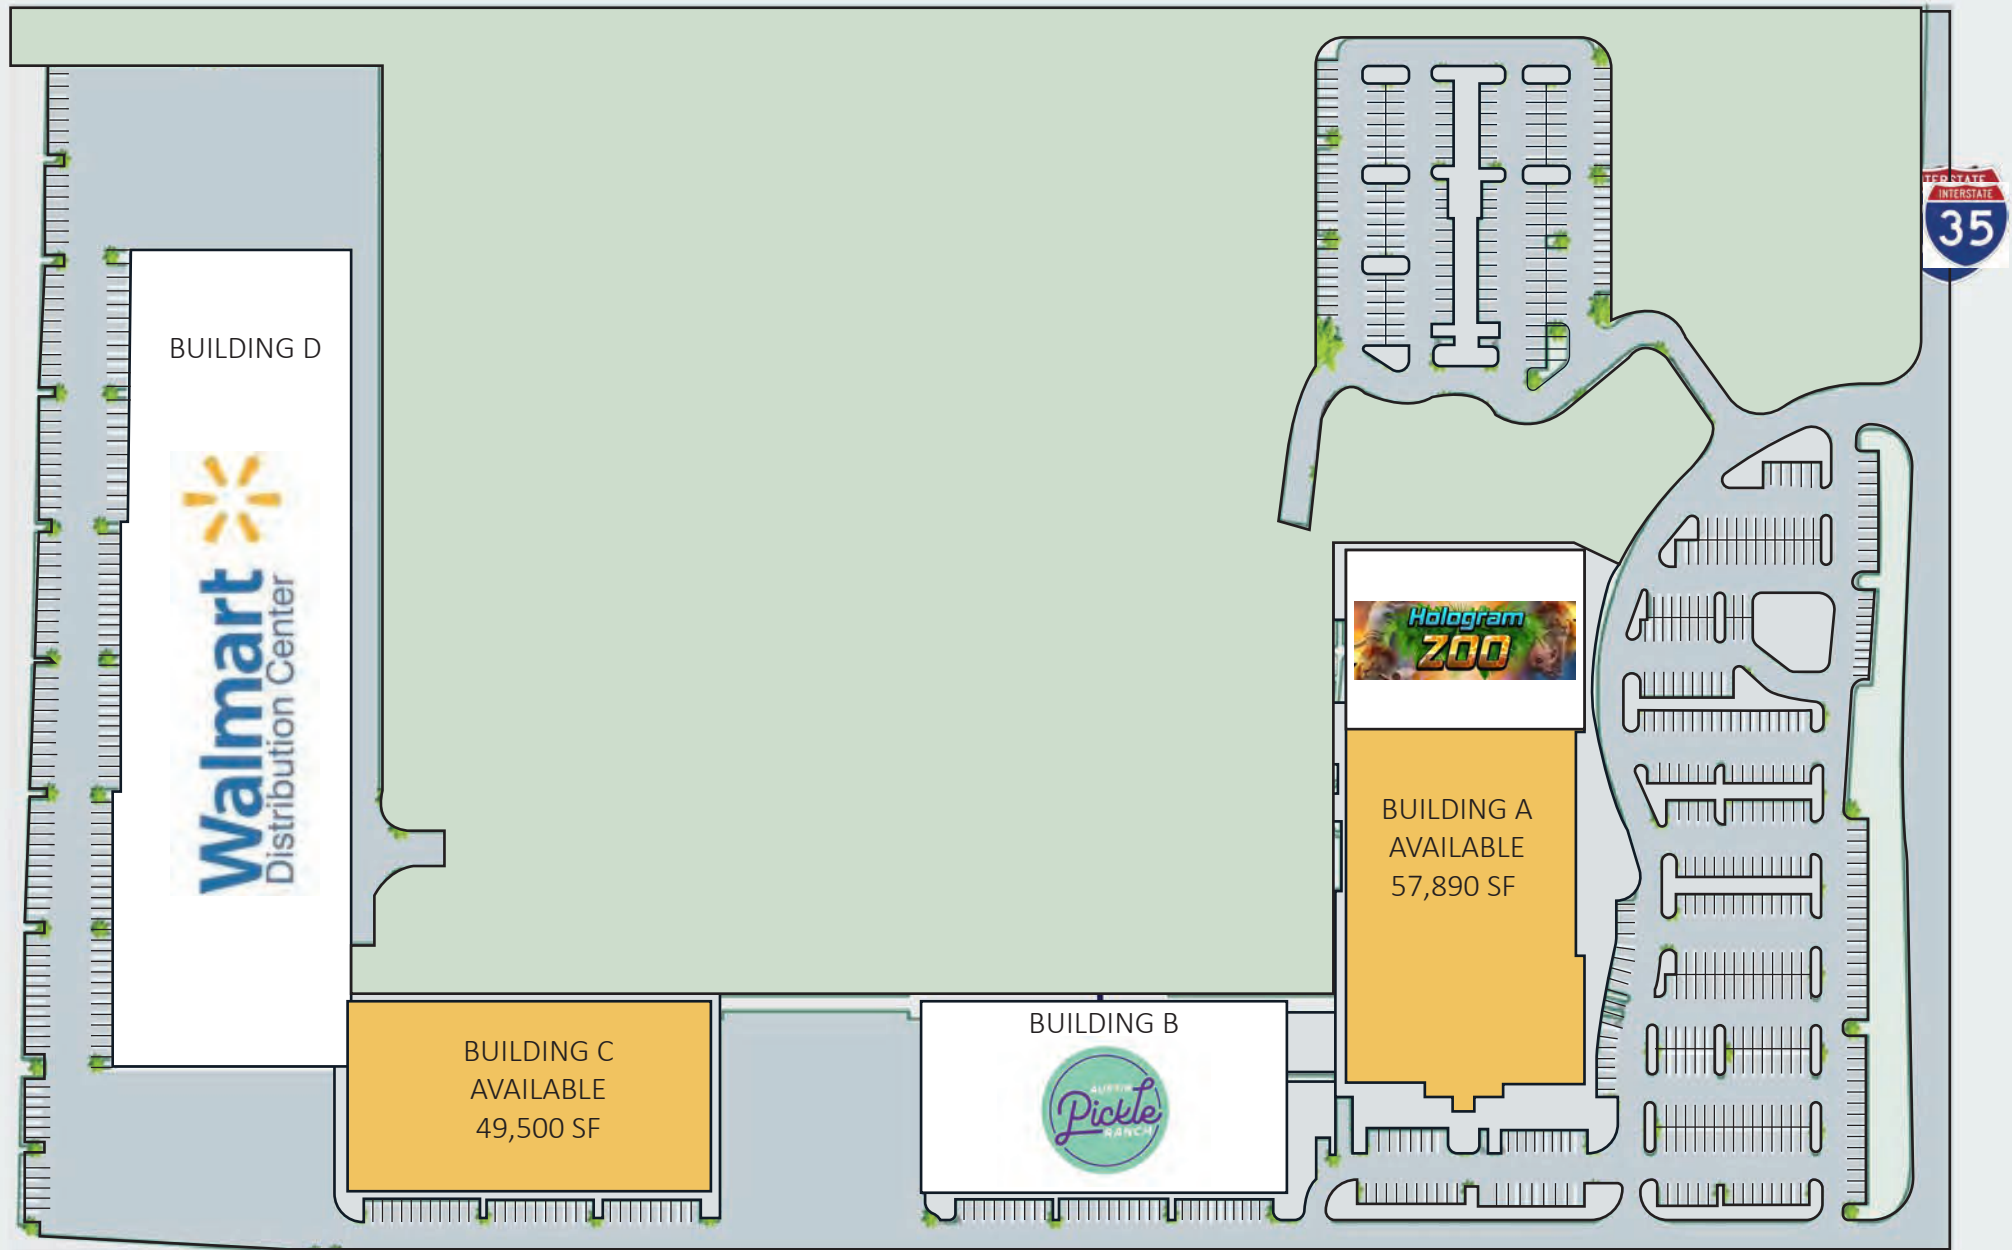 TERSTATE
INTERSTATE
35
BUILDING D
Walmart
Distribution Center
Hologram
ZOO
BUILDING A
AVAILABLE
57,890 SF
BUILDING B
AUSTIN
Pickle
RANCH
BUILDING C
AVAILABLE
49,500 SF